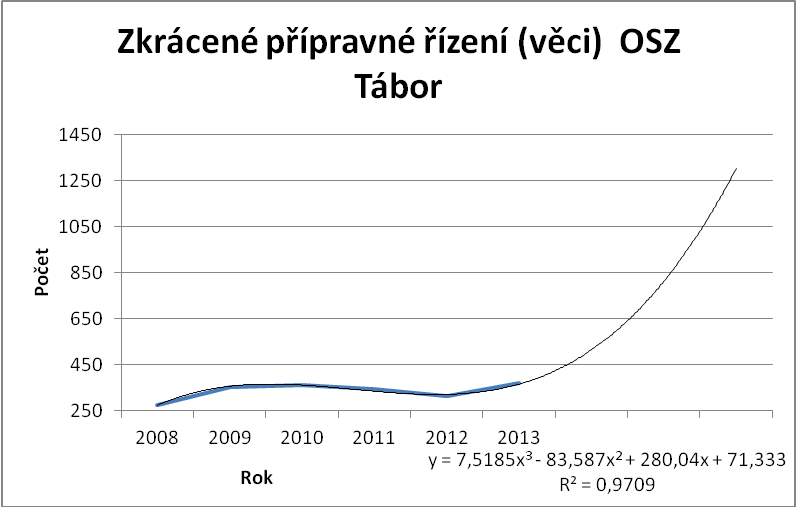 Zkrácené přípravné řízení (věci)  OSZ
Tábor
1450
1250
1050
850
650
450
250
Počet
2008 2009 2010 2011 2012 2013
y = 7,5185x³ - 83,587x² + 280,04x + 71,333
R² = 0,9709
Rok